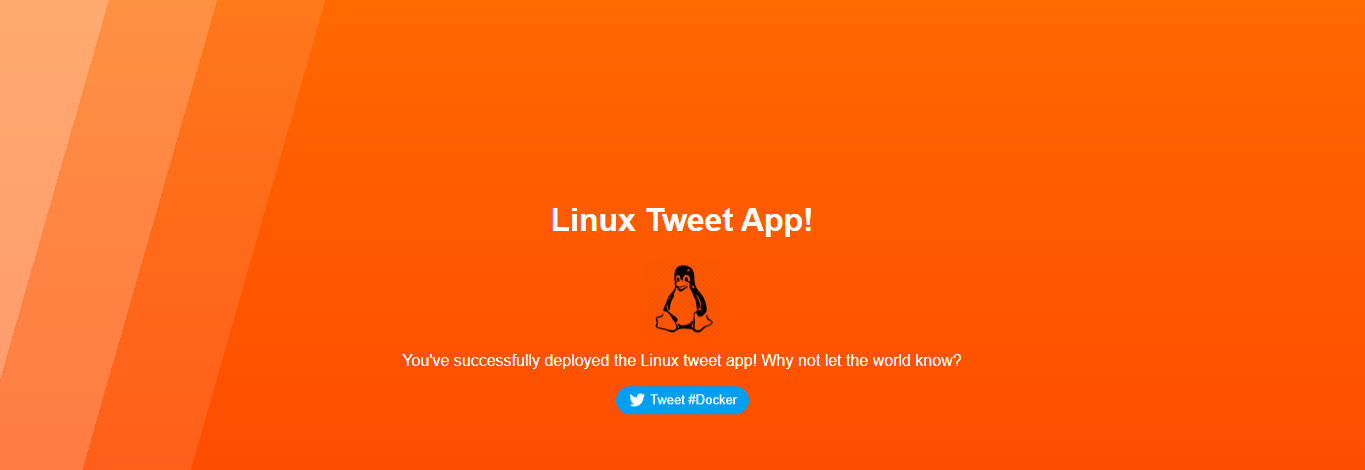 Linux Tweet App!
You've successfully deployed the Linux tweet app! Why not let the world know?
Tweet #Docker